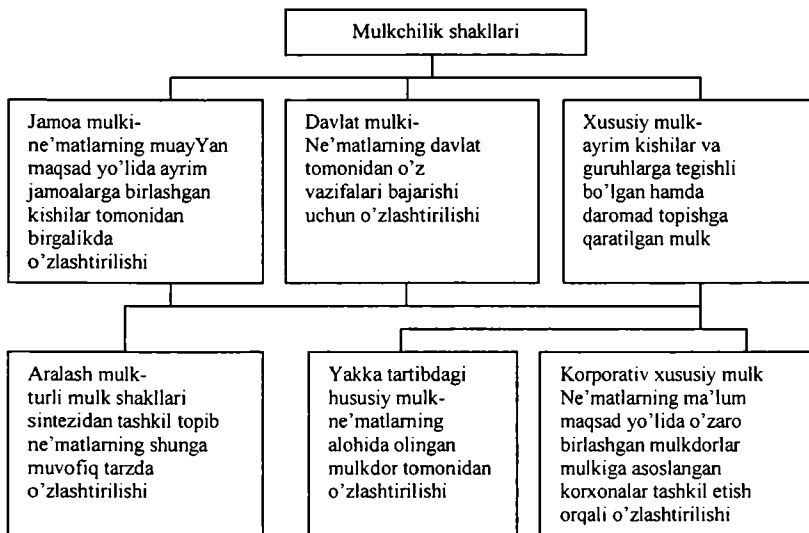 Mulkchilik shakllari
Jamoa mulki-
ne'matlarning muayYan
maqsad yo'lida ayrim
jamoalarga birlashgan
kishilar tomonidan
birgalikda
o'zlashtirilishi
Davlat mulki-
Ne'matlarning davlat
tomonidan o'z
vazifalari bajarishi
uchun o'zlashtirilishi
Xususiy mulk-
ayrim kishilar va
guruhlarga tegishli
bo'lgan hamda
daromad topishga
qaratilgan mulk
Aralash mulk-
turli mulk shakllari
sintezidan tashkil topib
ne'matlarning shunga
muvofiq tarzda
o'zlashtirilishi
Yakka tartibdagi
hususiy mulk-
ne'matlarning
alohida olingan
mulkdor tomonidan
o'zlashtirilishi
Korporativ xususiy mulk
Ne'matlarning ma'lum
maqsad yo'lida o'zaro
birlashgan mulkdorlar
mulkiga asoslangan
korxonalar tashkil etish
orqali o'zlashtirilishi